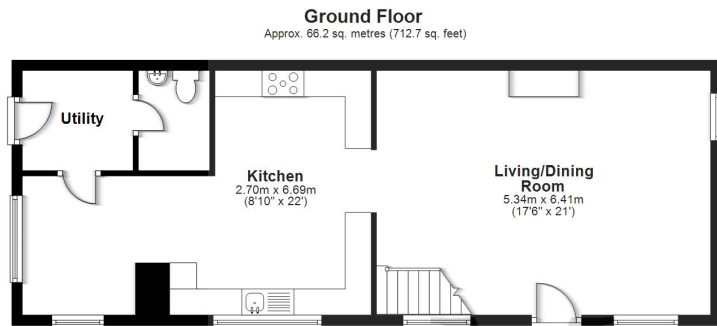 Ground Floor
Approx. 66.2 sq. metres (712.7 sq. feet)
Utility
Kitchen
2.70m x 6.69m
(8'10" x 22')
Living/Dining
Room
5.34m x 6.41m
(17'6" x 21')